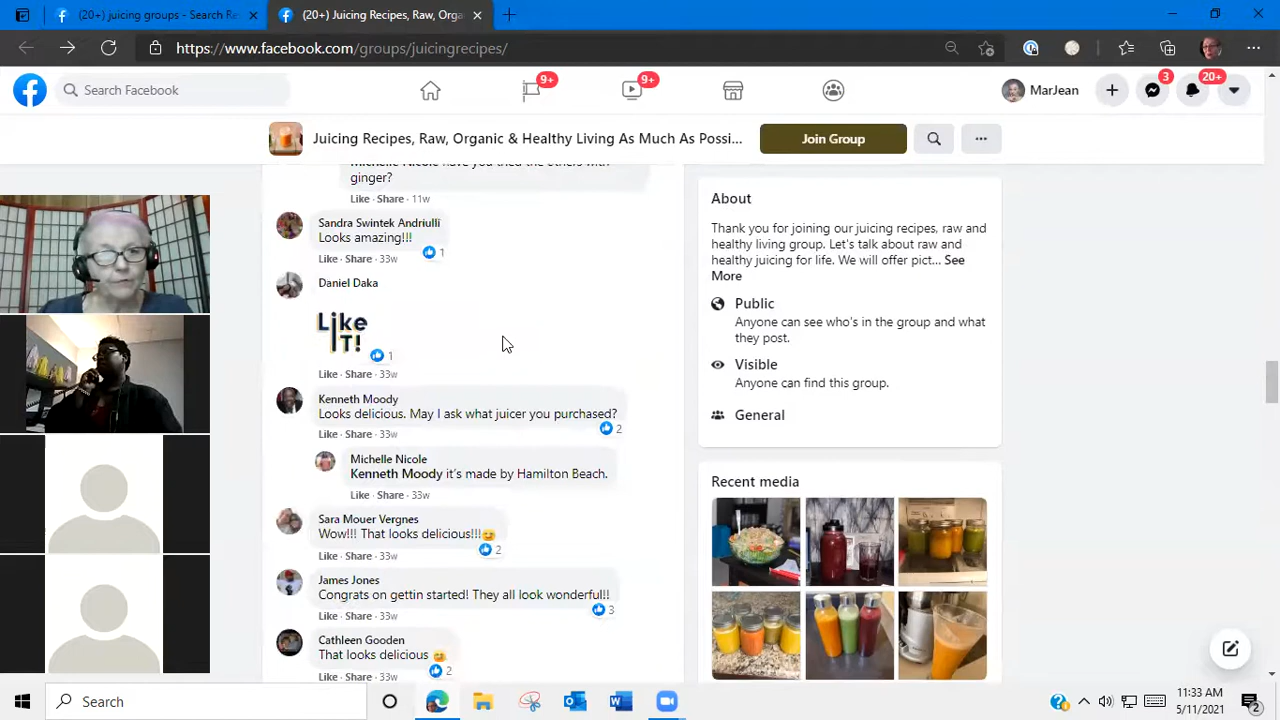 (20+) juicing groups - Search Re
(20+) Juicing Recipes, Raw, Orga
https://www.facebook.com/groups/juicingrecipes/
Search Facebook
9+
9+
MarJean
3
20+
Juicing Recipes, Raw, Organic & Healthy Living As Much As Possi...
Join Group
Michelle Nicole have you tried the others with
ginger?
Like · Share · 11w
Sandra Swintek Andriulli
Looks amazing!!!
Like · Share · 33w
1
Daniel Daka
Like
IT!
1
Like · Share · 33w
Kenneth Moody
Looks delicious. May I ask what juicer you purchased?
Like · Share · 33w
2
Michelle Nicole
Kenneth Moody it's made by Hamilton Beach.
Like · Share · 33w
Sara Mouer Vergnes
Wow!!! That looks delicious!!!😋
Like · Share · 33w
2
James Jones
Congrats on gettin started! They all look wonderful!!
Like · Share · 33w
3
Cathleen Gooden
That looks delicious 😋
Like · Share · 33w
2
About
Thank you for joining our juicing recipes, raw and
healthy living group. Let's talk about raw and
healthy juicing for life. We will offer pict... See
More
Public
Anyone can see who's in the group and what
they post.
Visible
Anyone can find this group.
General
Recent media
Search
11:33 AM
5/11/2021
2